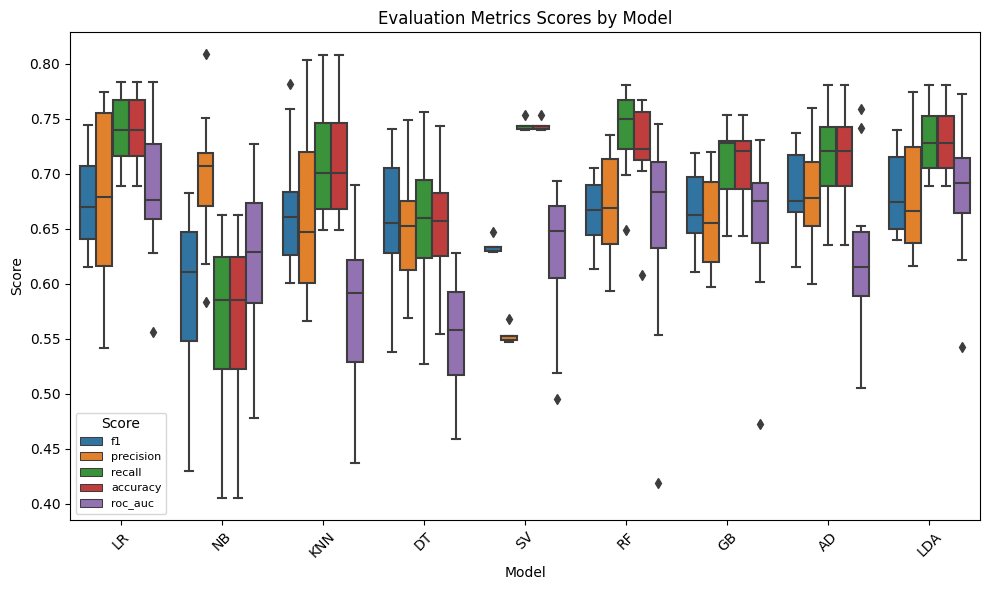 Evaluation Metrics Scores by Model
Score
0.80
0.75
0.70
0.65
0.60
0.55
0.50
0.45
0.40
Score
f1
precision
recall
accuracy
roc_auc
LR
NB
KNN
DT
SV
RF
GB
AD
LDA
Model